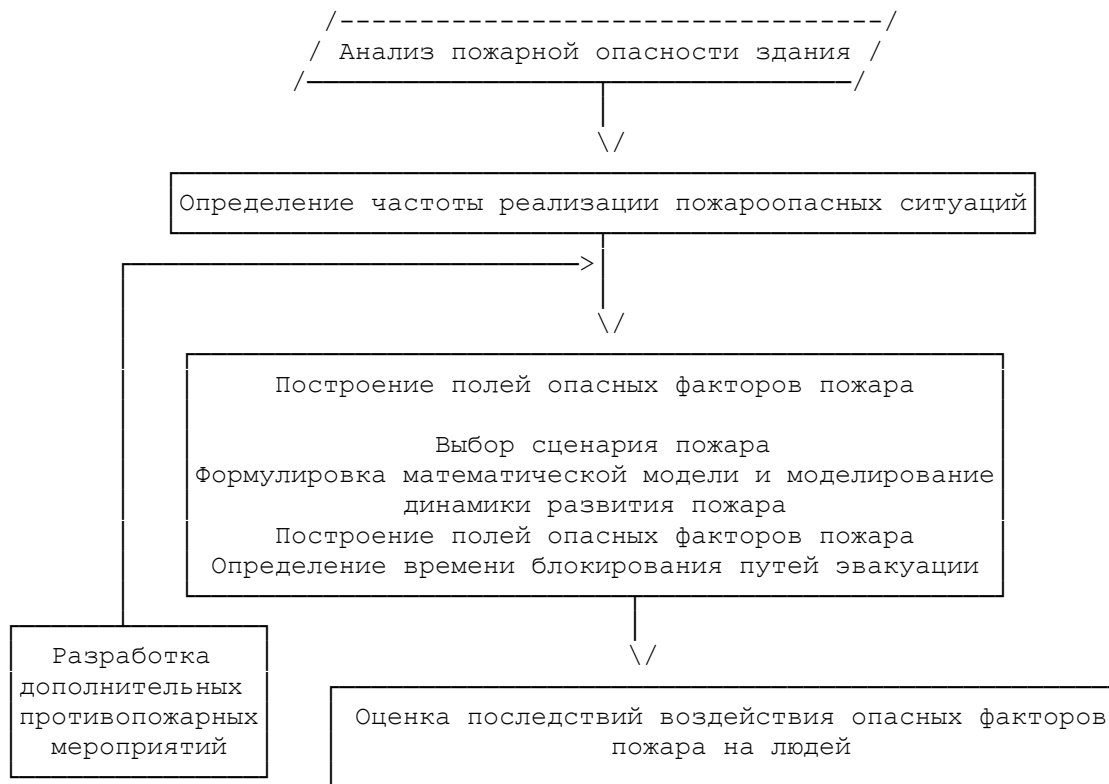 Анализ пожарной опасности здания
Определение частоты реализации пожароопасных ситуаций
Построение полей опасных факторов пожара
Выбор сценария пожара
Формулировка математической модели и моделирование
динамики развития пожара
Построение полей опасных факторов пожара
Определение времени блокирования путей эвакуации
Разработка
дополнительных
противопожарных
мероприятий
Оценка последствий воздействия опасных факторов
пожара на людей